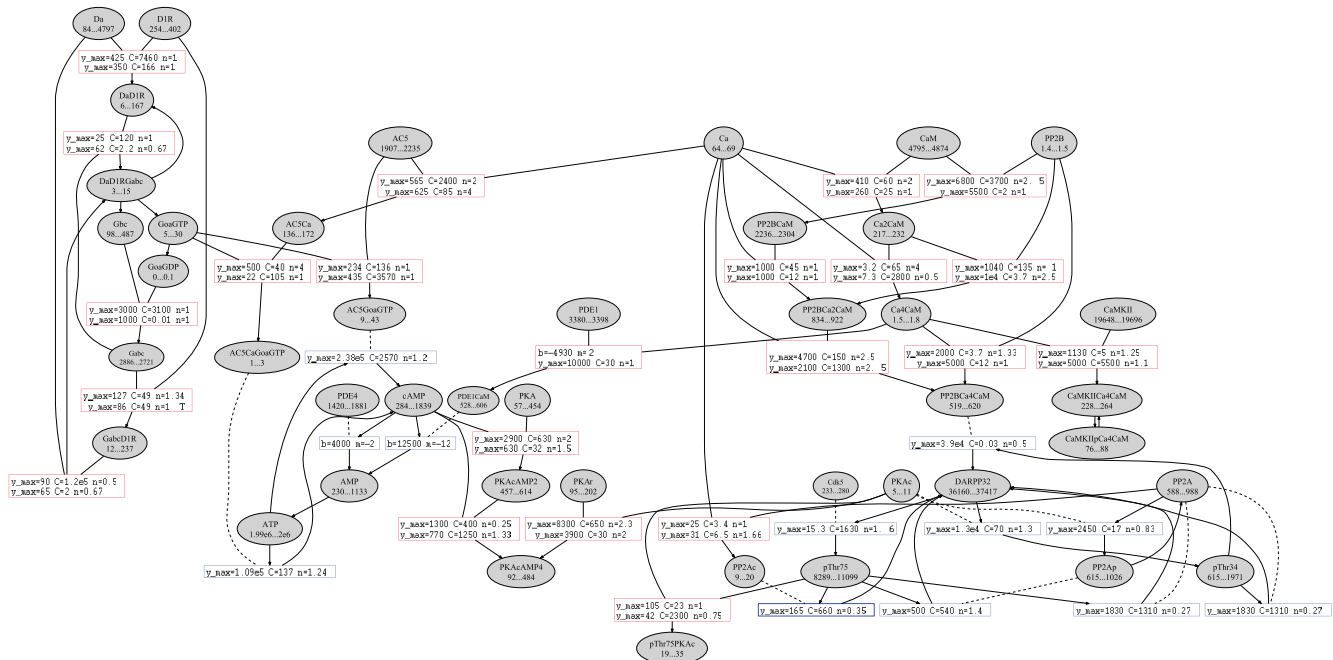 Da
84...4797
D1R
254...402
y_max=425 C=7460 n=1
y_max=350 C=166 n=1
DaD1R
6...167
y_max=25 C=120 n=1
y_max=62 C=2.2 n=0.67
DaD1RGabc
3...15
Gbc
98...487
GoaGTP
5...30
GoaGDP
0...0.1
y_max=3000 C=3100 n=1
y_max=1000 C=0.01 n=1
Gabc
2886...2721
y_max=127 C=49 n=1.34
y_max=86 C=49 n=1 T
GabcD1R
12...237
y_max=90 C=1.2e5 n=0.5
y_max=65 C=2 n=0.67
AC5
1907...2235
y_max=565 C=2400 n=2
y_max=625 C=85 n=4
AC5Ca
136...172
y_max=500 C=40 n=4
y_max=22 C=105 n=1
y_max=234 C=136 n=1
y_max=435 C=3570 n=1
AC5GoaGTP
9...43
AC5CaGoaGTP
1...3
y_max=2.38e5 C=2570 n=1.2
PDE4
1420...1881
cAMP
284...1839
PDE1CaM
528...606
PKA
57...454
PDE1
3380...3398
b=-4930 m=2
y_max=10000 C=30 n=1
b=4000 m=-2
b=12500 m=-12
y_max=2900 C=630 n=2
y_max=630 C=32 n=1.5
AMP
230...1133
PKAcAMP2
457...614
PKAr
95...202
ATP
1.99e6...2e6
y_max=1300 C=400 n=0.25
y_max=770 C=1250 n=1.33
y_max=8300 C=650 n=2.3
y_max=3900 C=30 n=2
y_max=1.09e5 C=137 n=1.24
PKAcAMP4
92...484
Ca
64...69
CaM
4795...4874
PP2B
1.4...1.5
y_max=410 C=60 n=2
y_max=260 C=25 n=1
y_max=6800 C=3700 n=2. 5
y_max=5500 C=2 n=1
PP2BCaM
2236...2304
Ca2CaM
217...232
y_max=1000 C=45 n=1
y_max=1000 C=12 n=1
y_max=3.2 C=65 n=4
y_max=7.3 C=2800 n=0.5
y_max=1040 C=135 n= 1
y_max=1e4 C=3.7 n=2.5
PP2BCa2CaM
834...922
Ca4CaM
1.5...1.8
CaMKII
19648...19696
y_max=4700 C=150 n=2.5
y_max=2100 C=1300 n=2. 5
y_max=2000 C=3.7 n=1.33
y_max=5000 C=12 n=1
y_max=1130 C=5 n=1.25
y_max=5000 C=5500 n=1.1
PP2BCa4CaM
519...620
CaMKIICa4CaM
228...264
CaMKIIpCa4CaM
76...88
y_max=3.9e4 C=0.03 n=0.5
Cdk5
233...280
PKAc
5...11
DARPP32
36160...37417
PP2A
588...988
y_max=25 C=3.4 n=1
y_max=31 C=6.5 n=1.66
y_max=15.3 C=1630 n=1. 6
y_max=1.3e4 C=70 n=1.3
y_max=2450 C=17 n=0.83
PP2Ac
9...20
pThr75
8289...11099
PP2Ap
615...1026
pThr34
615...1971
y_max=105 C=23 n=1
y_max=42 C=2300 n=0.75
y_max=165 C=660 n=0.35
y_max=500 C=540 n=1.4
y_max=1830 C=1310 n=0.27
y_max=1830 C=1310 n=0.27
pThr75PKAc
19...35